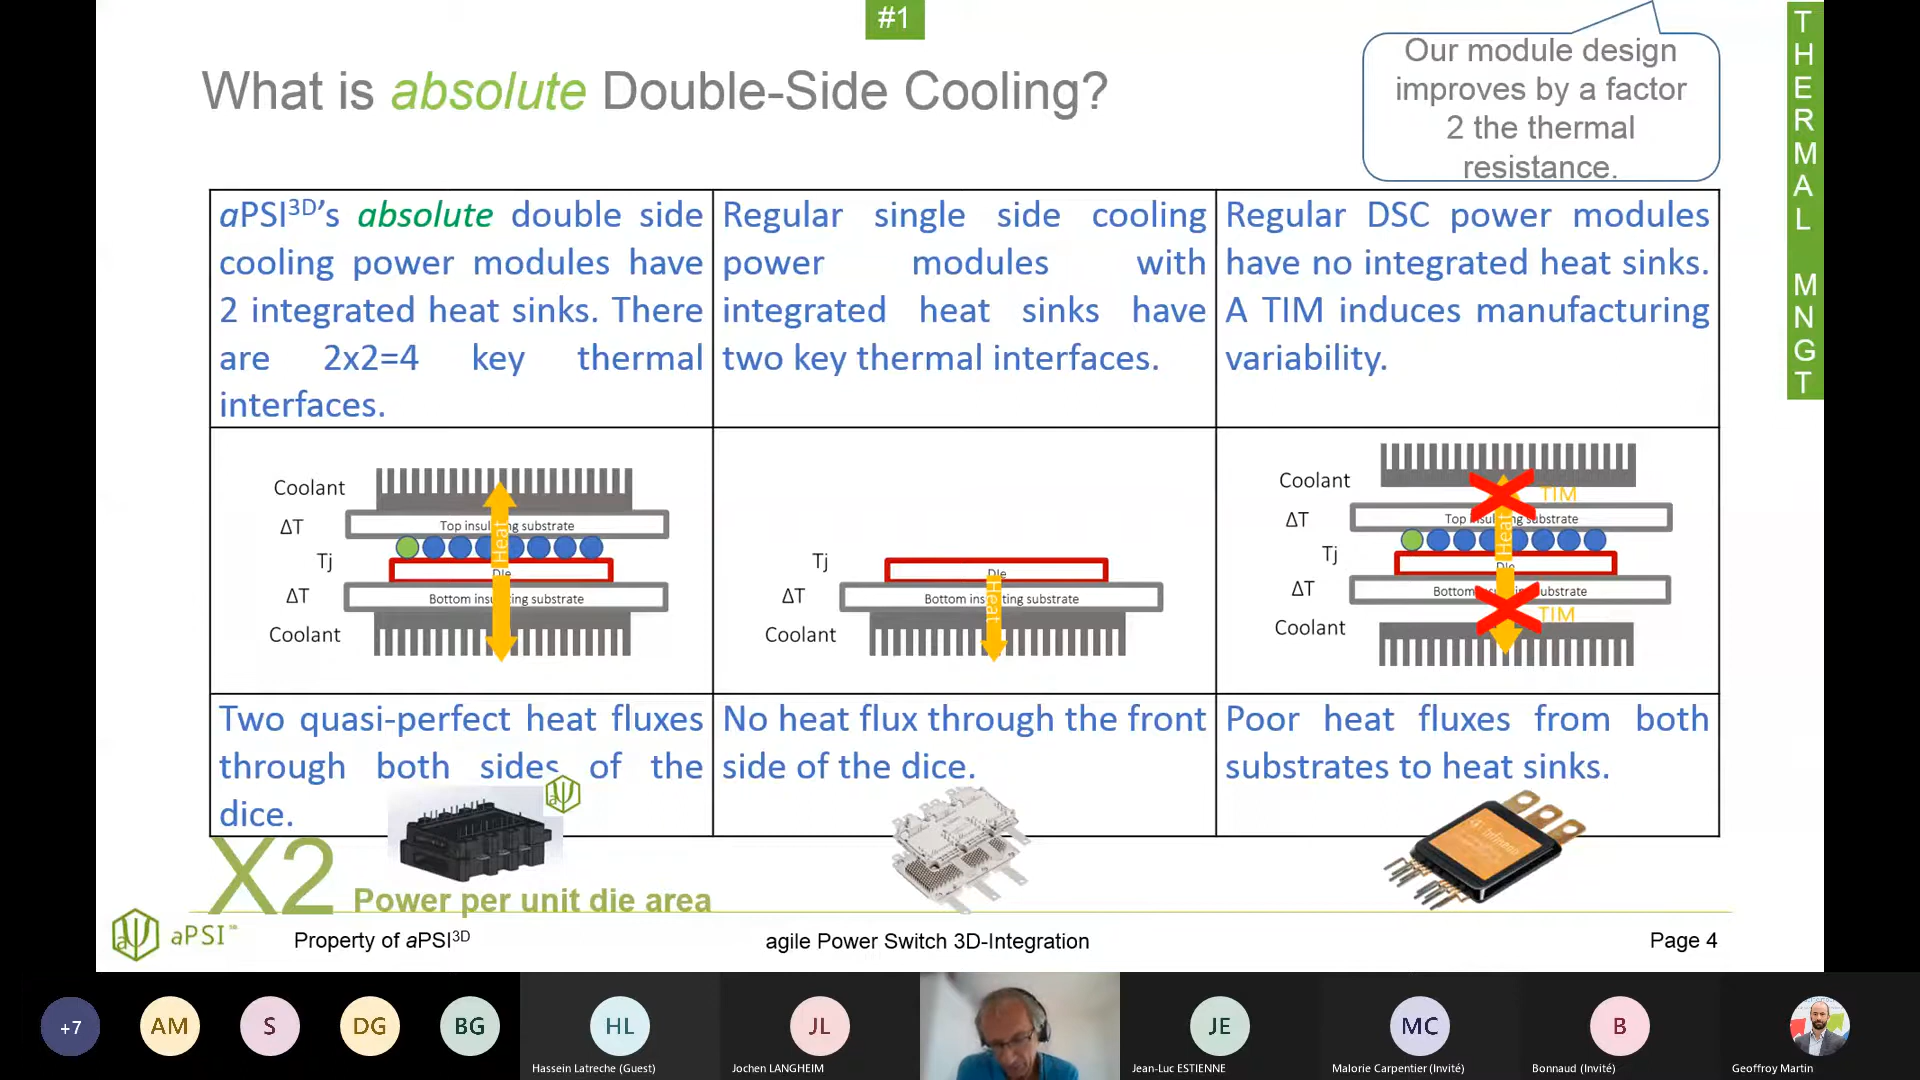 #1
What is absolute Double-Side Cooling?
Our module design
improves by a factor
2 the thermal
resistance.
THERMAL MNGT
aPSI3D's absolute double side
cooling power modules have
2 integrated heat sinks. There
are 2x2=4 key thermal
interfaces.
Regular single side cooling
power modules with
integrated heat sinks have
two key thermal interfaces.
Regular DSC power modules
have no integrated heat sinks.
A TIM induces manufacturing
variability.
Coolant
ΔT
Top insulating substrate
Heat
Tj
Die
ΔT
Bottom insulating substrate
Coolant
Tj
Die
Heat
ΔT
Bottom insulating substrate
Coolant
Coolant
TIM
ΔT
Top insulating substrate
Heat
Tj
Die
ΔT
Bottom insulating substrate
TIM
Coolant
Two quasi-perfect heat fluxes
through both sides of the
dice.
No heat flux through the front
side of the dice.
Poor heat fluxes from both
substrates to heat sinks.
Infineon
X2 Power per unit die area
aPSI
Property of aPSI3D
agile Power Switch 3D-Integration
Page 4
+7
AM
S
DG
BG
HL
Hassein Latreche (Guest)
JL
Jochen LANGHEIM
JE
Jean-Luc ESTIENNE
MC
Malorie Carpentier (Invité)
B
Bonnaud (Invité)
Geoffroy Martin